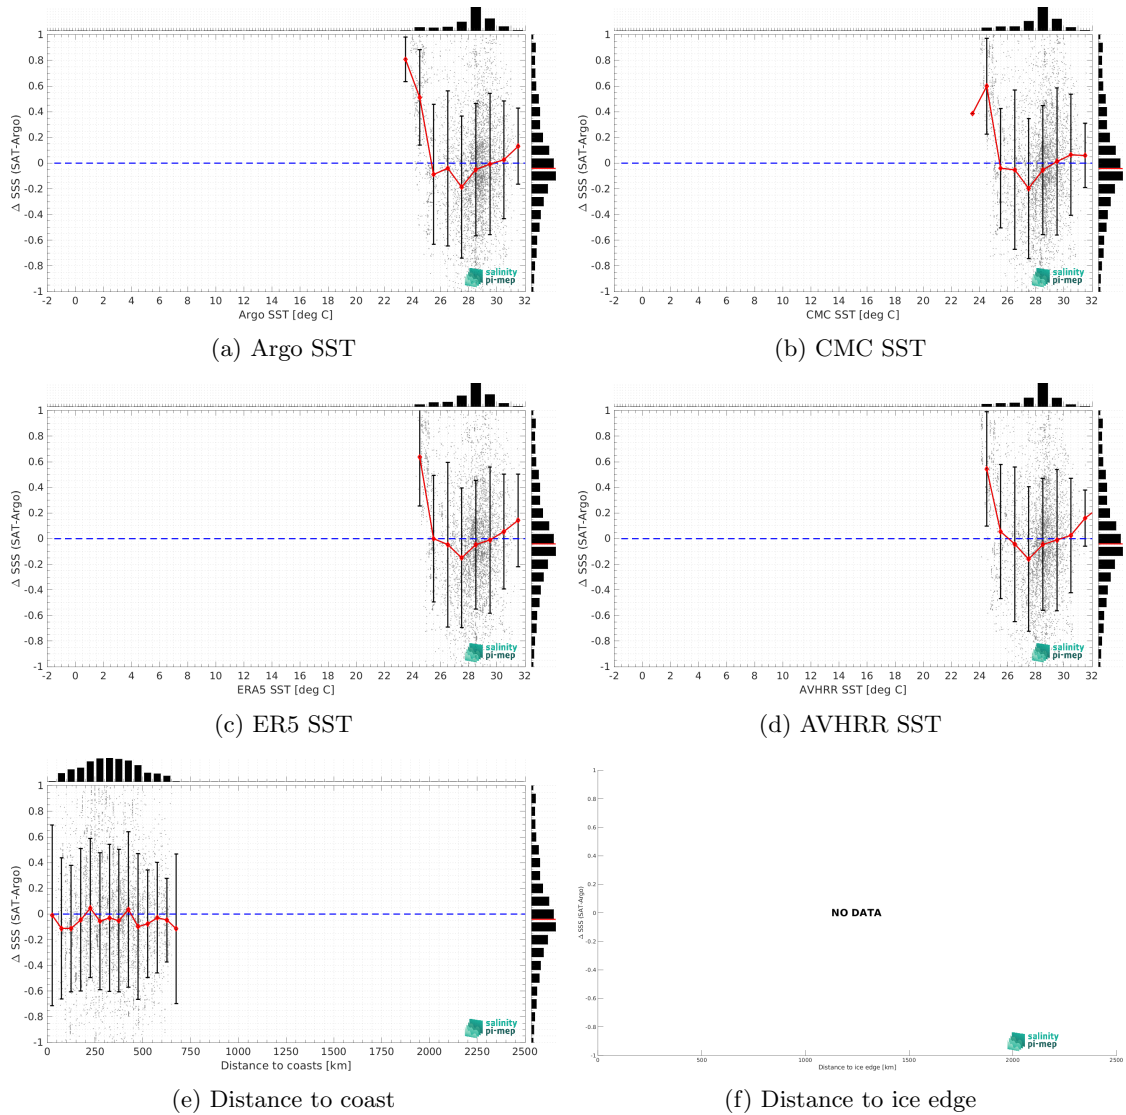 1
0.8
0.6
0.4
0.2
0
-0.2
-0.4
-0.6
-0.8
-1
Δ SSS (SAT-Argo)
-2 0 2 4 6 8 10 12 14 16 18 20 22 24 26 28 30 32
Argo SST [deg C]
salinity
pi-mep
(a) Argo SST
1
0.8
0.6
0.4
0.2
0
-0.2
-0.4
-0.6
-0.8
-1
Δ SSS (SAT-Argo)
-2 0 2 4 6 8 10 12 14 16 18 20 22 24 26 28 30 32
CMC SST [deg C]
salinity
pi-mep
(b) CMC SST
1
0.8
0.6
0.4
0.2
0
-0.2
-0.4
-0.6
-0.8
-1
Δ SSS (SAT-Argo)
-2 0 2 4 6 8 10 12 14 16 18 20 22 24 26 28 30 32
ERA5 SST [deg C]
salinity
pi-mep
(c) ER5 SST
1
0.8
0.6
0.4
0.2
0
-0.2
-0.4
-0.6
-0.8
-1
Δ SSS (SAT-Argo)
-2 0 2 4 6 8 10 12 14 16 18 20 22 24 26 28 30 32
AVHRR SST [deg C]
salinity
pi-mep
(d) AVHRR SST
1
0.8
0.6
0.4
0.2
0
-0.2
-0.4
-0.6
-0.8
-1
Δ SSS (SAT-Argo)
0 250 500 750 1000 1250 1500 1750 2000 2250 2500
Distance to coasts [km]
salinity
pi-mep
(e) Distance to coast
1
0.8
0.6
0.4
0.2
0
-0.2
-0.4
-0.6
-0.8
-1
Δ SSS (SAT-Argo)
NO DATA
0 500 1000 1500 2000 2500
Distance to ice edge [km]
salinity
pi-mep
(f) Distance to ice edge